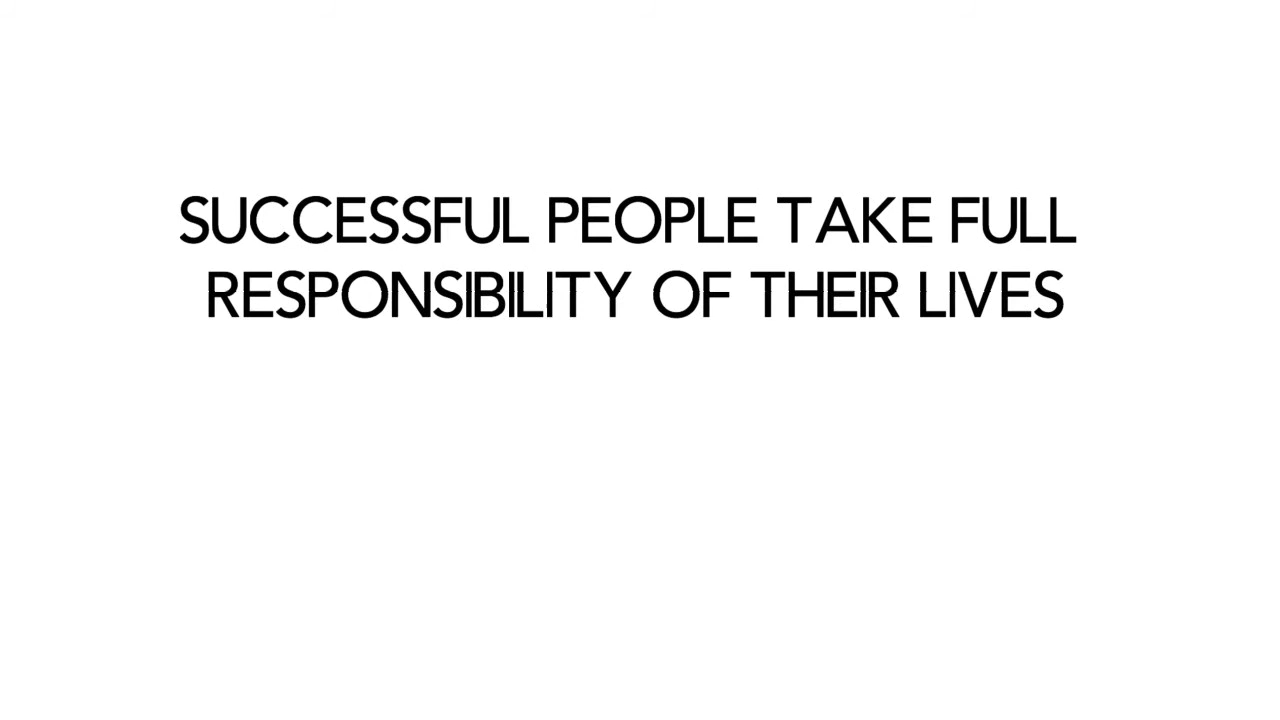 SUCCESSFUL PEOPLE TAKE FULL
RESPONSIBILITY OF THEIR LIVES